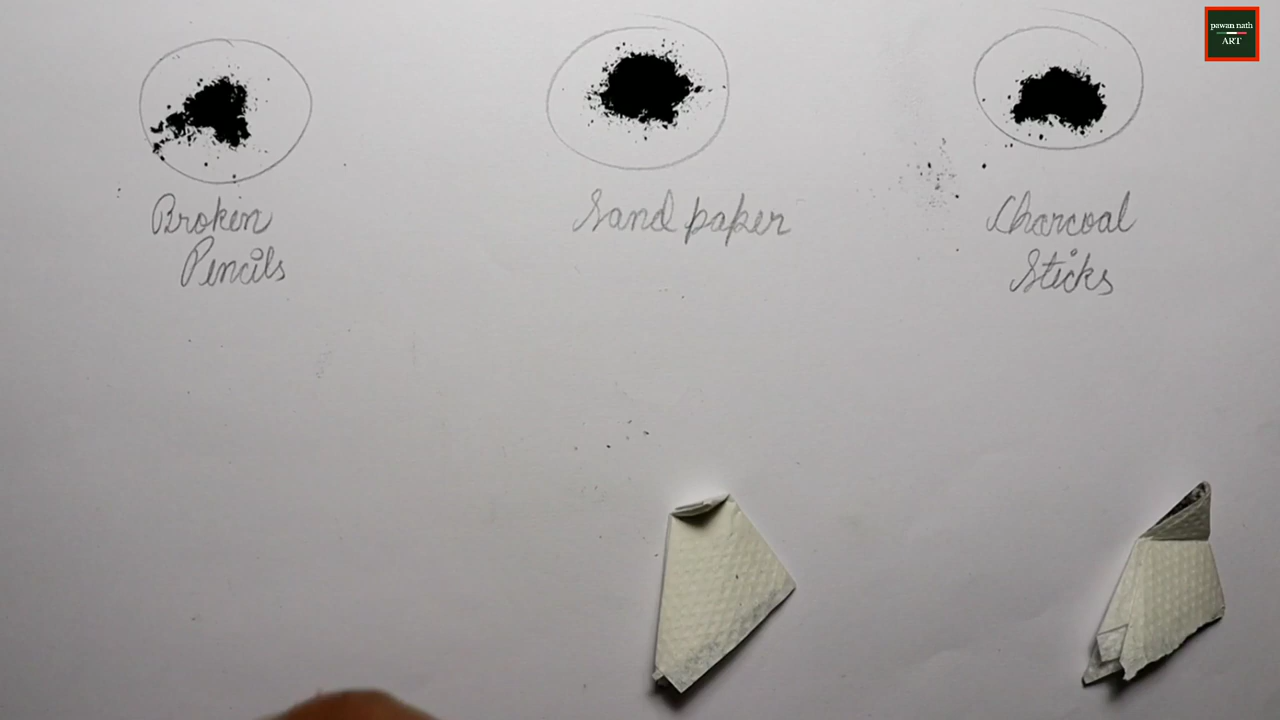 pawan nath
ART
Broken
Pencils
Sand paper
Charcoal
Sticks